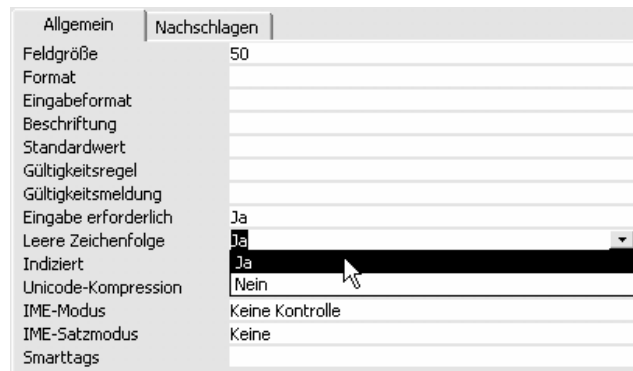 Allgemein Nachschlagen
Feldgröße 50
Format
Eingabeformat
Beschriftung
Standardwert
Gültigkeitsregel
Gültigkeitsmeldung
Eingabe erforderlich Ja
Leere Zeichenfolge Ja
Indiziert Ja
Unicode-Kompression Nein
IME-Modus Keine Kontrolle
IME-Satzmodus Keine
Smarttags